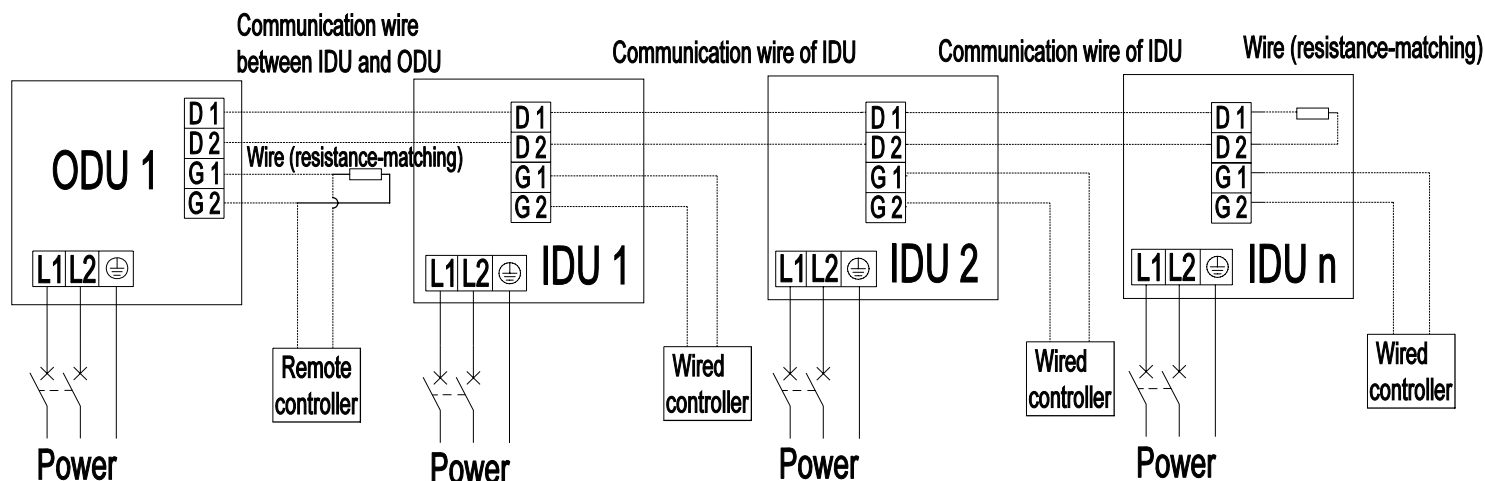 Communication wire
between IDU and ODU
Communication wire of IDU
Communication wire of IDU
Wire (resistance-matching)
ODU 1
D 1
D 2
G 1
G 2
Wire (resistance-matching)
L1 L2
Remote
controller
Power
D 1
D 2
G 1
G 2
IDU 1
L1 L2
Wired
controller
Power
D 1
D 2
G 1
G 2
IDU 2
L1 L2
Wired
controller
Power
D 1
D 2
G 1
G 2
IDU n
L1 L2
Wired
controller
Power